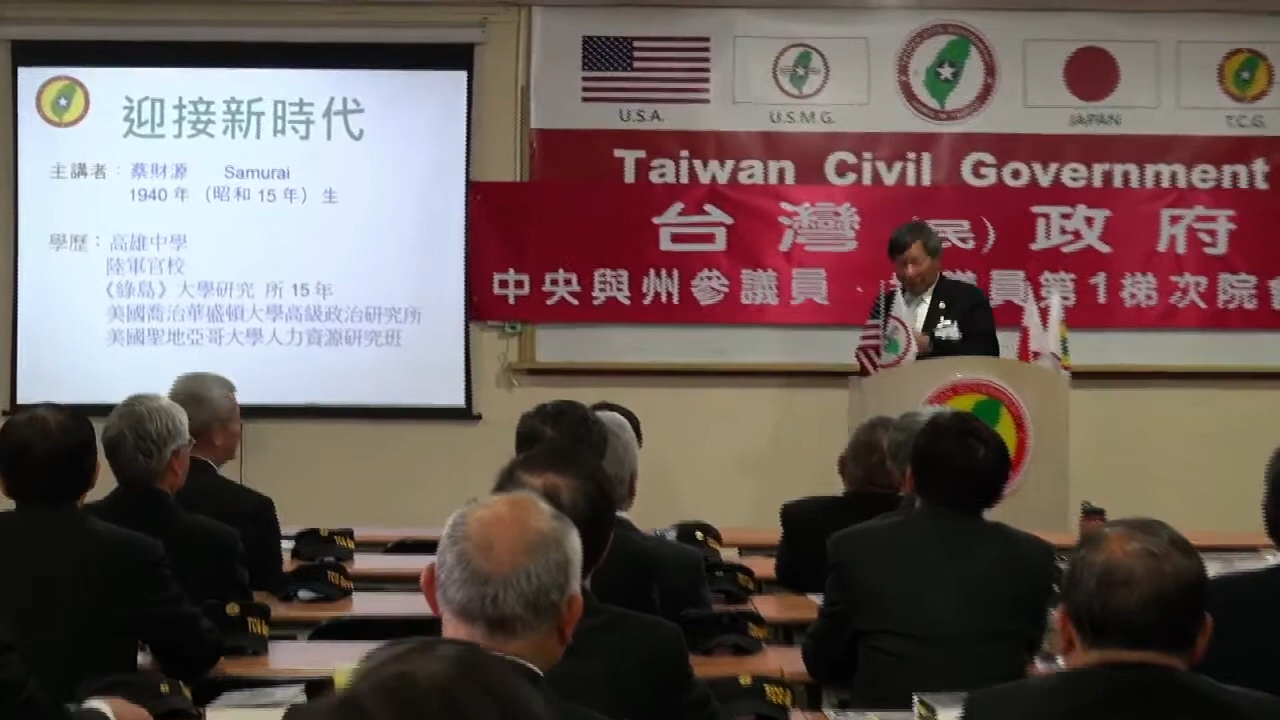 迎接新時代
主講者：蔡財源 Samurai
1940 年 （昭和 15 年） 生
學歷：高雄中學
陸軍官校
《綠島》大學研究 所 15 年
美國喬治華盛頓大學高級政治研究所
美國聖地亞哥大學人力資源研究班
U.S.A.
U.S.M.G.
JAPAN
T.C.G.
Taiwan Civil Government
台灣(民)政府
中央與州參議員、議員第1梯次院